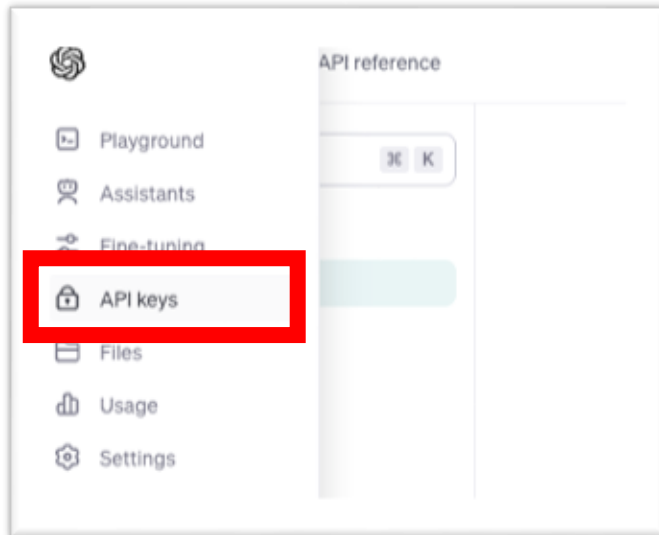 API reference
Playground
⌘ K
Assistants
Fine-tuning
API keys
Files
Usage
Settings